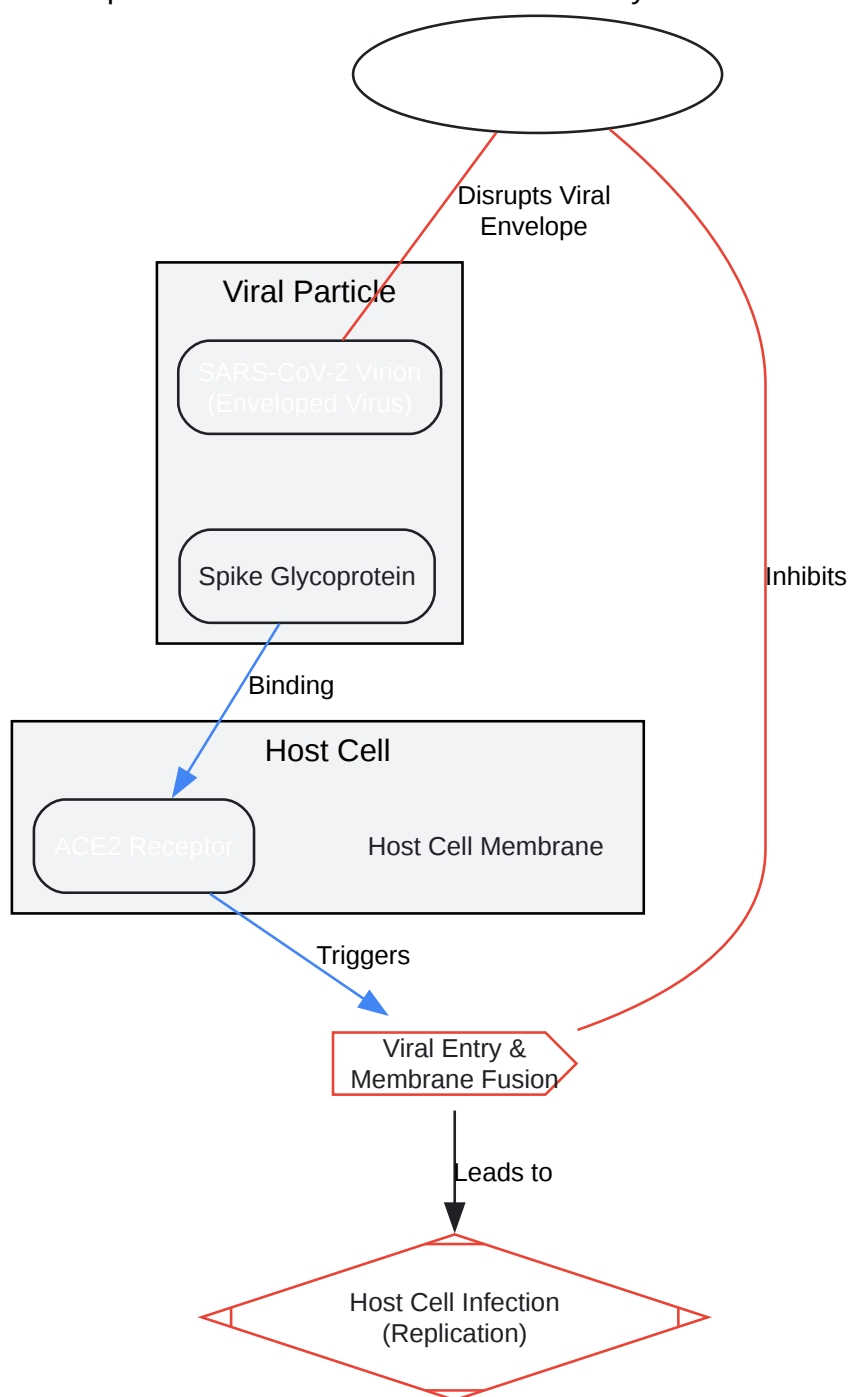 Disrupts Viral
Envelope
Viral Particle
SARS-CoV-2 Virion
(Enveloped Virus)
Spike Glycoprotein
Inhibits
Binding
Host Cell
ACE2 Receptor
Host Cell Membrane
Triggers
Viral Entry &
Membrane Fusion
Leads to
Host Cell Infection
(Replication)